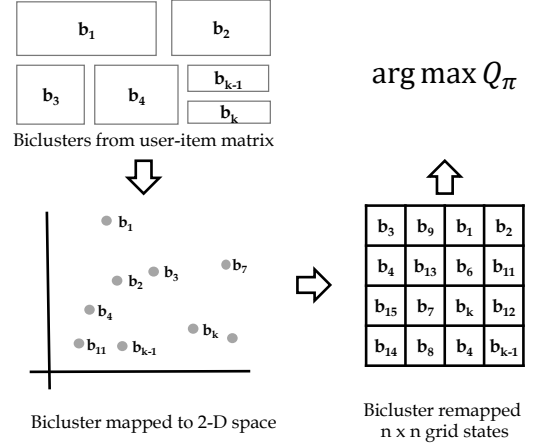 b₁ b₂
b₃ b₄ bₖ₋₁
bₖ
Biclusters from user-item matrix
arg max Q_π
b₁
b₂ b₃ b₇
b₄ bₖ
b₁₁ bₖ₋₁
Bicluster mapped to 2-D space
b₃ b₉ b₁ b₂
b₄ b₁₃ b₆ b₁₁
b₁₅ b₇ bₖ b₁₂
b₁₄ b₈ b₄ bₖ₋₁
Bicluster remapped
n x n grid states